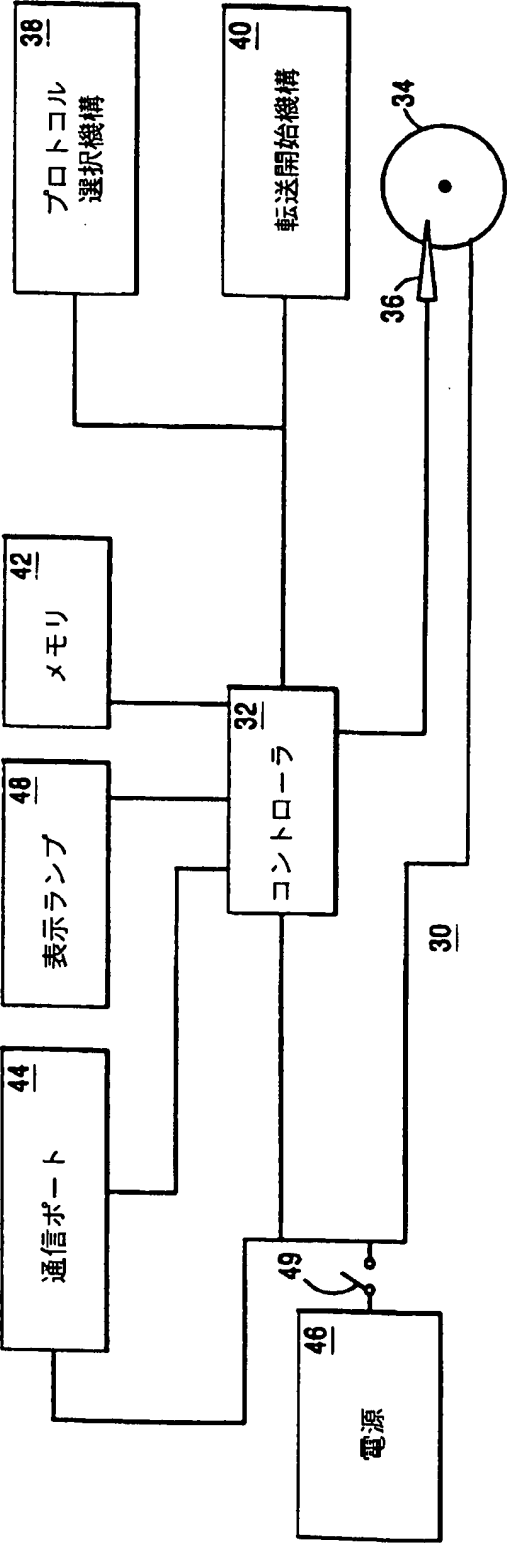 通信ポート
44
表示ランプ
48
メモリ
42
プロトコル
選択機構
38
転送開始機構
40
コントローラ
32
電源
46
49
30
36
34